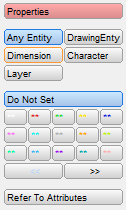 Properties
Any Entity DrawingEnty
Dimension Character
Layer
Do Not Set
<< >>
Refer To Attributes